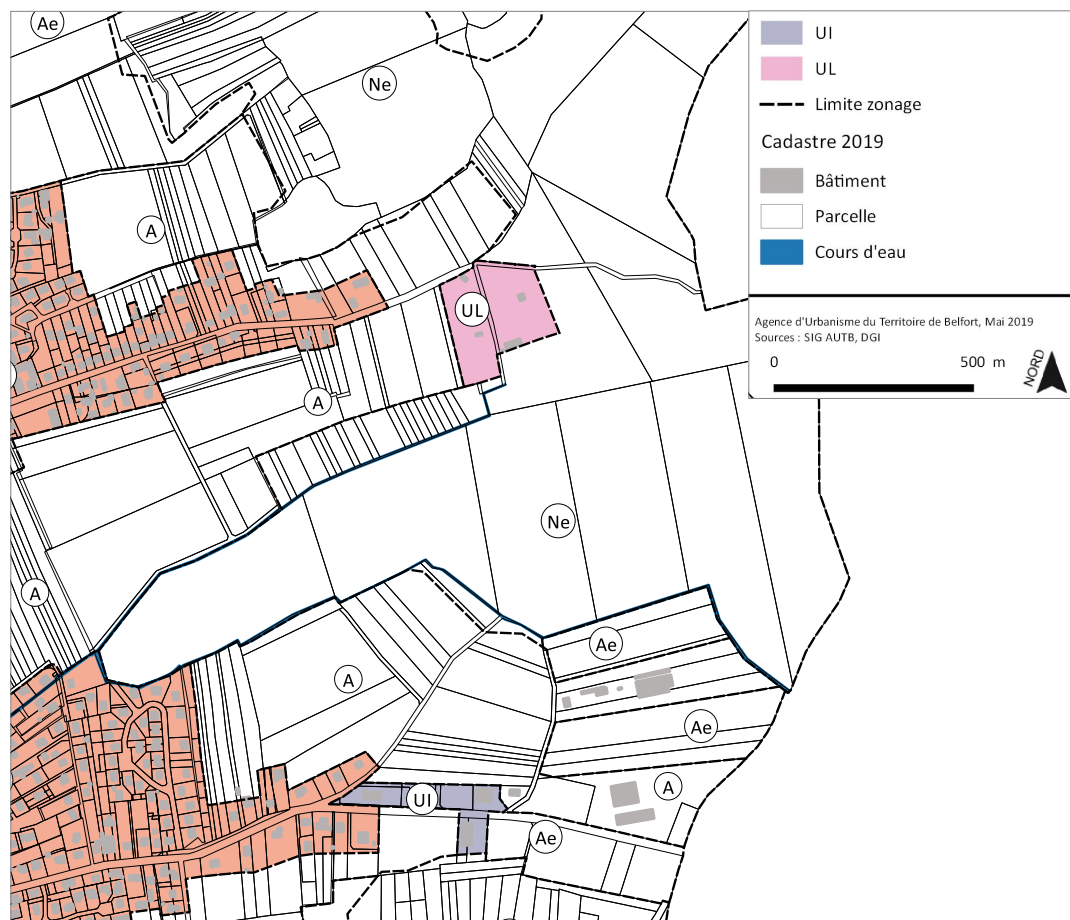 Ae
Ne
A
UL
A
Ne
A
Ae
A
Ae
A
UI
Ae
UI
UL
Limite zonage
Cadastre 2019
Bâtiment
Parcelle
Cours d'eau
Agence d'Urbanisme du Territoire de Belfort, Mai 2019
Sources : SIG AUTB, DGI
0 500 m
NORD